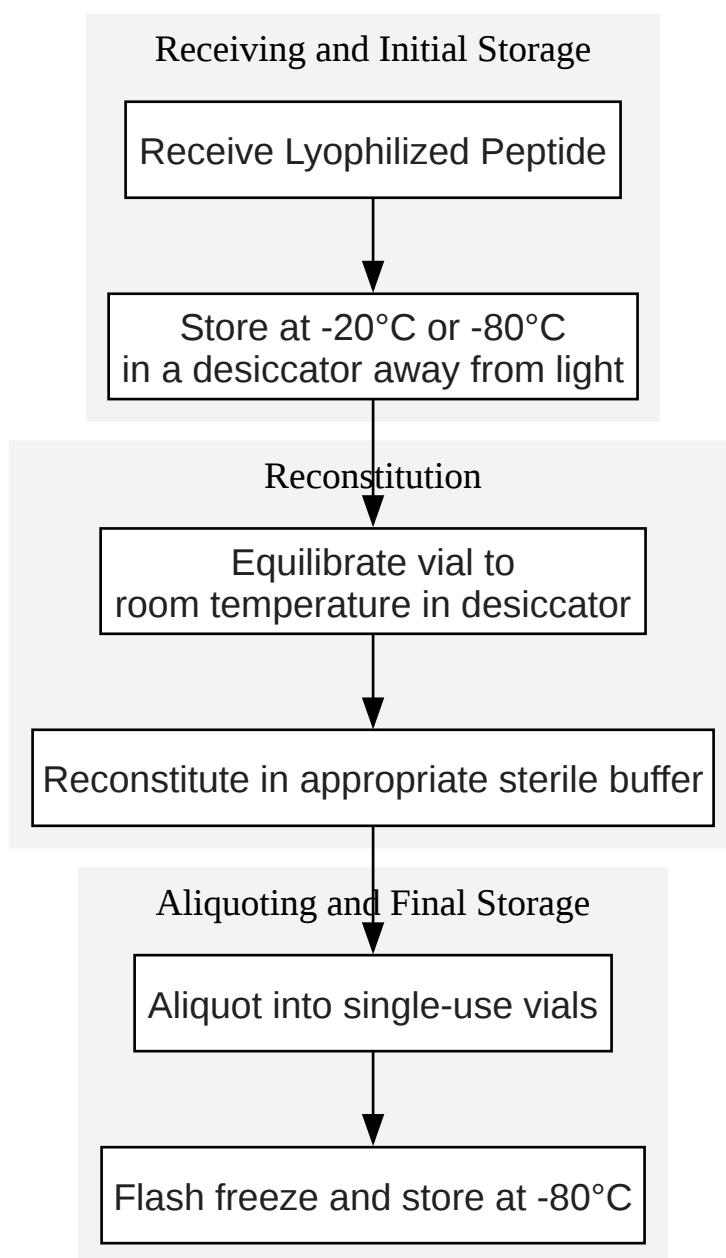 Receiving and Initial Storage
Receive Lyophilized Peptide
Store at -20°C or -80°C
in a desiccator away from light
Reconstitution
Equilibrate vial to
room temperature in desiccator
Reconstitute in appropriate sterile buffer
Aliquoting and Final Storage
Aliquot into single-use vials
Flash freeze and store at -80°C